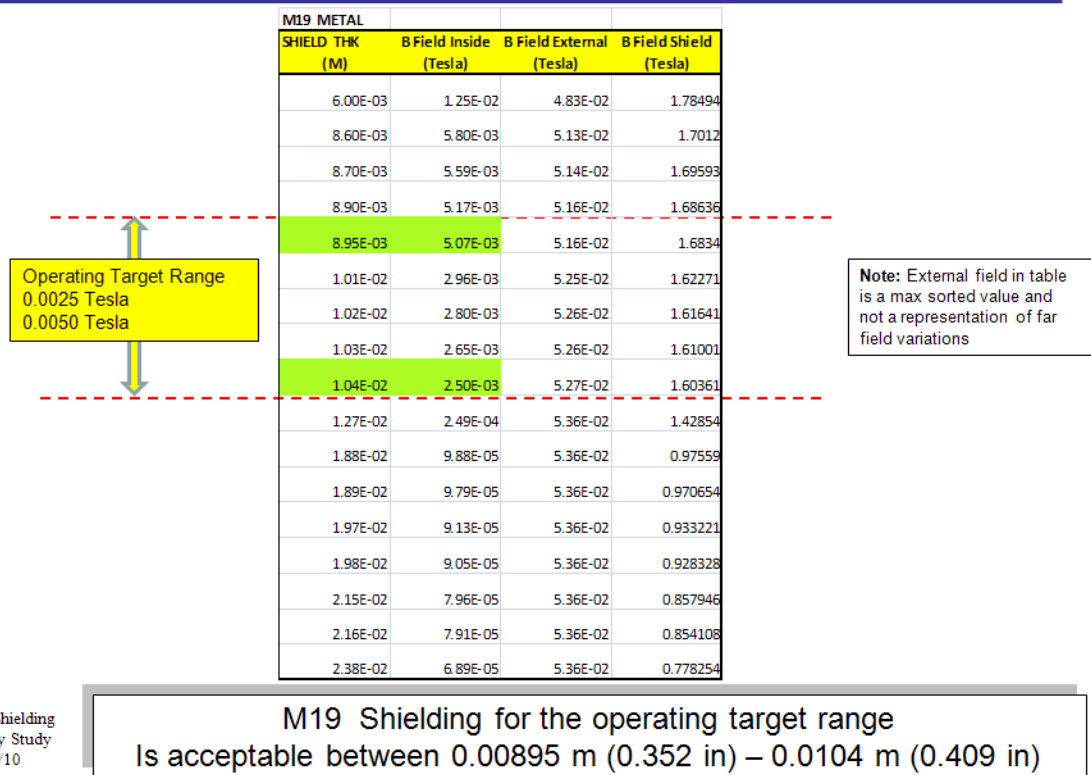 M19 METAL
SHIELD THK B Field Inside B Field External B Field Shield
(M) (Tesla) (Tesla) (Tesla)
6.00E-03 1.25E-02 4.83E-02 1.78494
8.60E-03 5.80E-03 5.13E-02 1.7012
8.70E-03 5.59E-03 5.14E-02 1.69593
8.90E-03 5.17E-03 5.16E-02 1.68636
8.95E-03 5.07E-03 5.16E-02 1.6834
1.01E-02 2.96E-03 5.25E-02 1.62271
1.02E-02 2.80E-03 5.26E-02 1.61641
1.03E-02 2.65E-03 5.26E-02 1.61001
1.04E-02 2.50E-03 5.27E-02 1.60361
1.27E-02 2.49E-04 5.36E-02 1.42854
1.88E-02 9.88E-05 5.36E-02 0.97559
1.89E-02 9.79E-05 5.36E-02 0.970654
1.97E-02 9.13E-05 5.36E-02 0.933221
1.98E-02 9.05E-05 5.36E-02 0.928328
2.15E-02 7.96E-05 5.36E-02 0.857946
2.16E-02 7.91E-05 5.36E-02 0.854108
2.38E-02 6.89E-05 5.36E-02 0.778254
Operating Target Range
0.0025 Tesla
0.0050 Tesla
Note: External field in table
is a max sorted value and
not a representation of far
field variations
Study
/10
M19 Shielding for the operating target range
Is acceptable between 0.00895 m (0.352 in) – 0.0104 m (0.409 in)